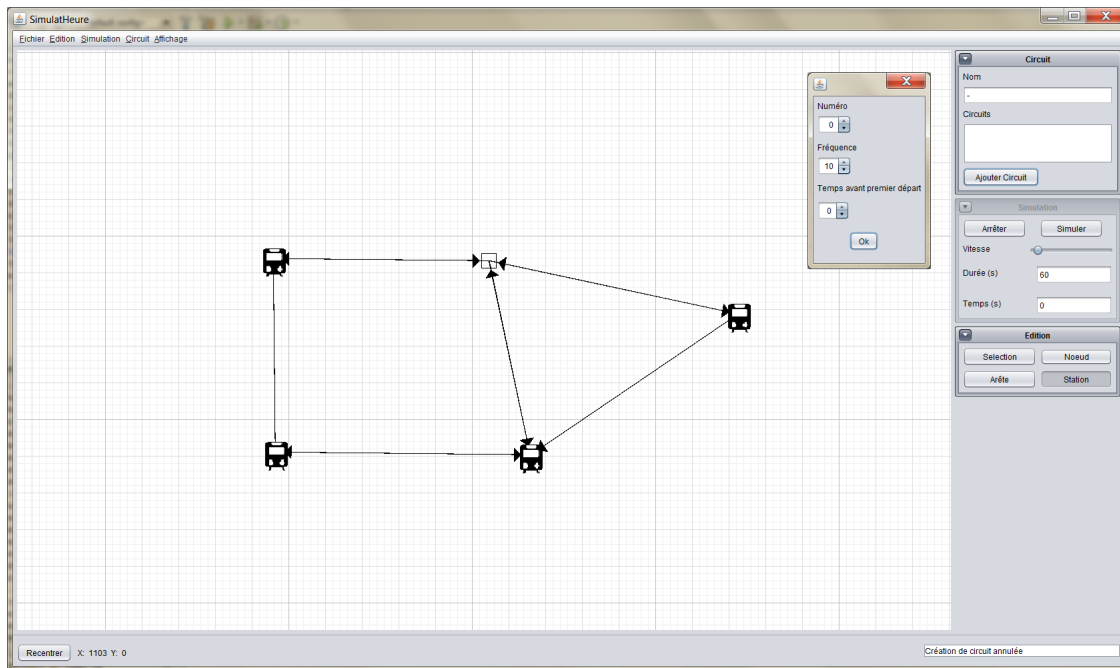 SimulatHeure
Fichier Edition Simulation Circuit Affichage
Numéro
0
Fréquence
10
Temps avant premier départ
0
Ok
Circuit
Nom
-
Circuits
Ajouter Circuit
Simulation
Arrêter Simuler
Vitesse
Durée (s) 60
Temps (s) 0
Edition
Selection Noeud
Arête Station
Recentrer X: 1103 Y: 0
Création de circuit annulée